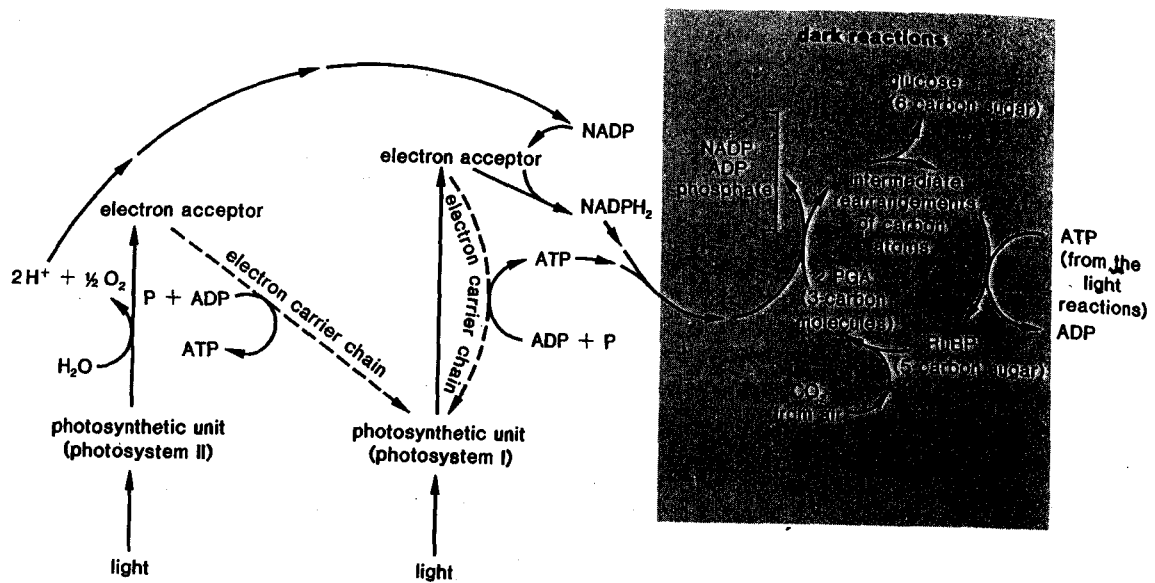 dark reactions
glucose
(6 carbon sugar)
NADP
ADP
phosphate
intermediate
rearrangements
of carbon
atoms
2 PGA
(3-carbon
molecules)
RuBP
(5 carbon sugar)
CO₂
from air
ATP
(from the
light
reactions)
ADP
NADP
electron acceptor
NADPH₂
electron carrier chain
ATP
ADP + P
electron acceptor
2H⁺ + ½ O₂
P + ADP
ATP
H₂O
electron carrier chain
photosynthetic unit
(photosystem II)
photosynthetic unit
(photosystem I)
light
light